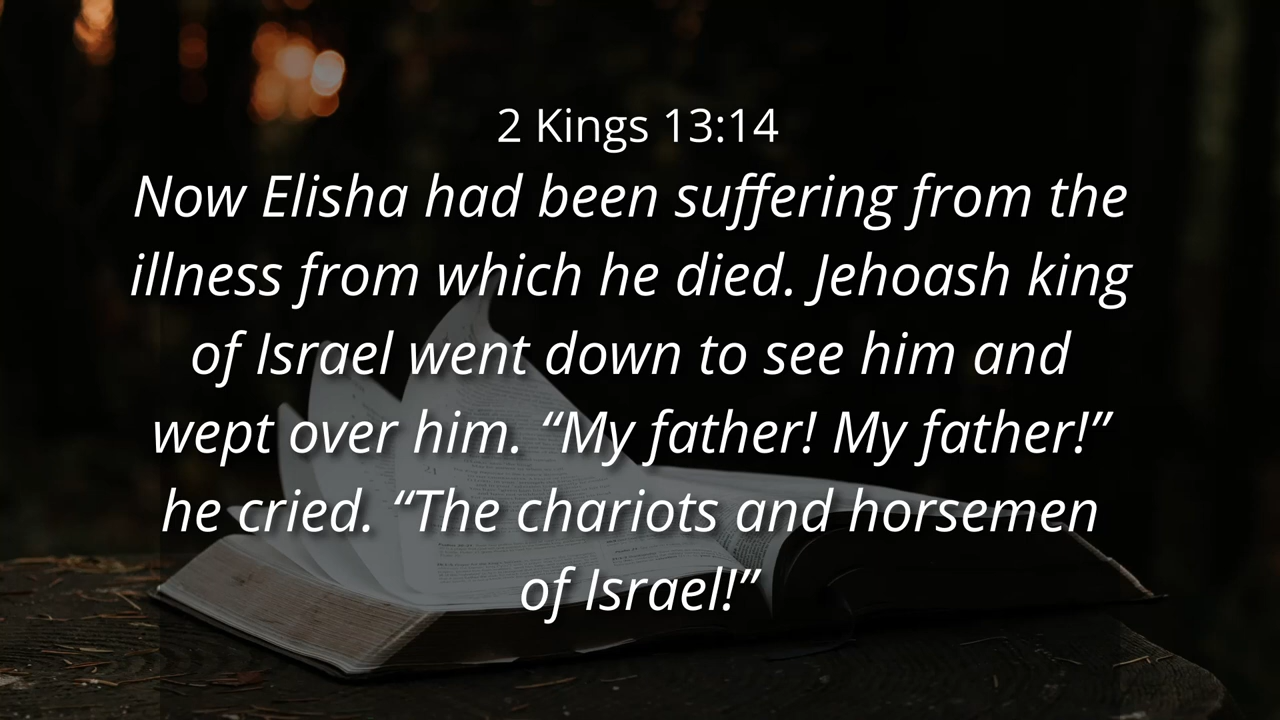 2 Kings 13:14
Now Elisha had been suffering from the
illness from which he died. Jehoash king
of Israel went down to see him and
wept over him. “My father! My father!”
he cried. “The chariots and horsemen
of Israel!”